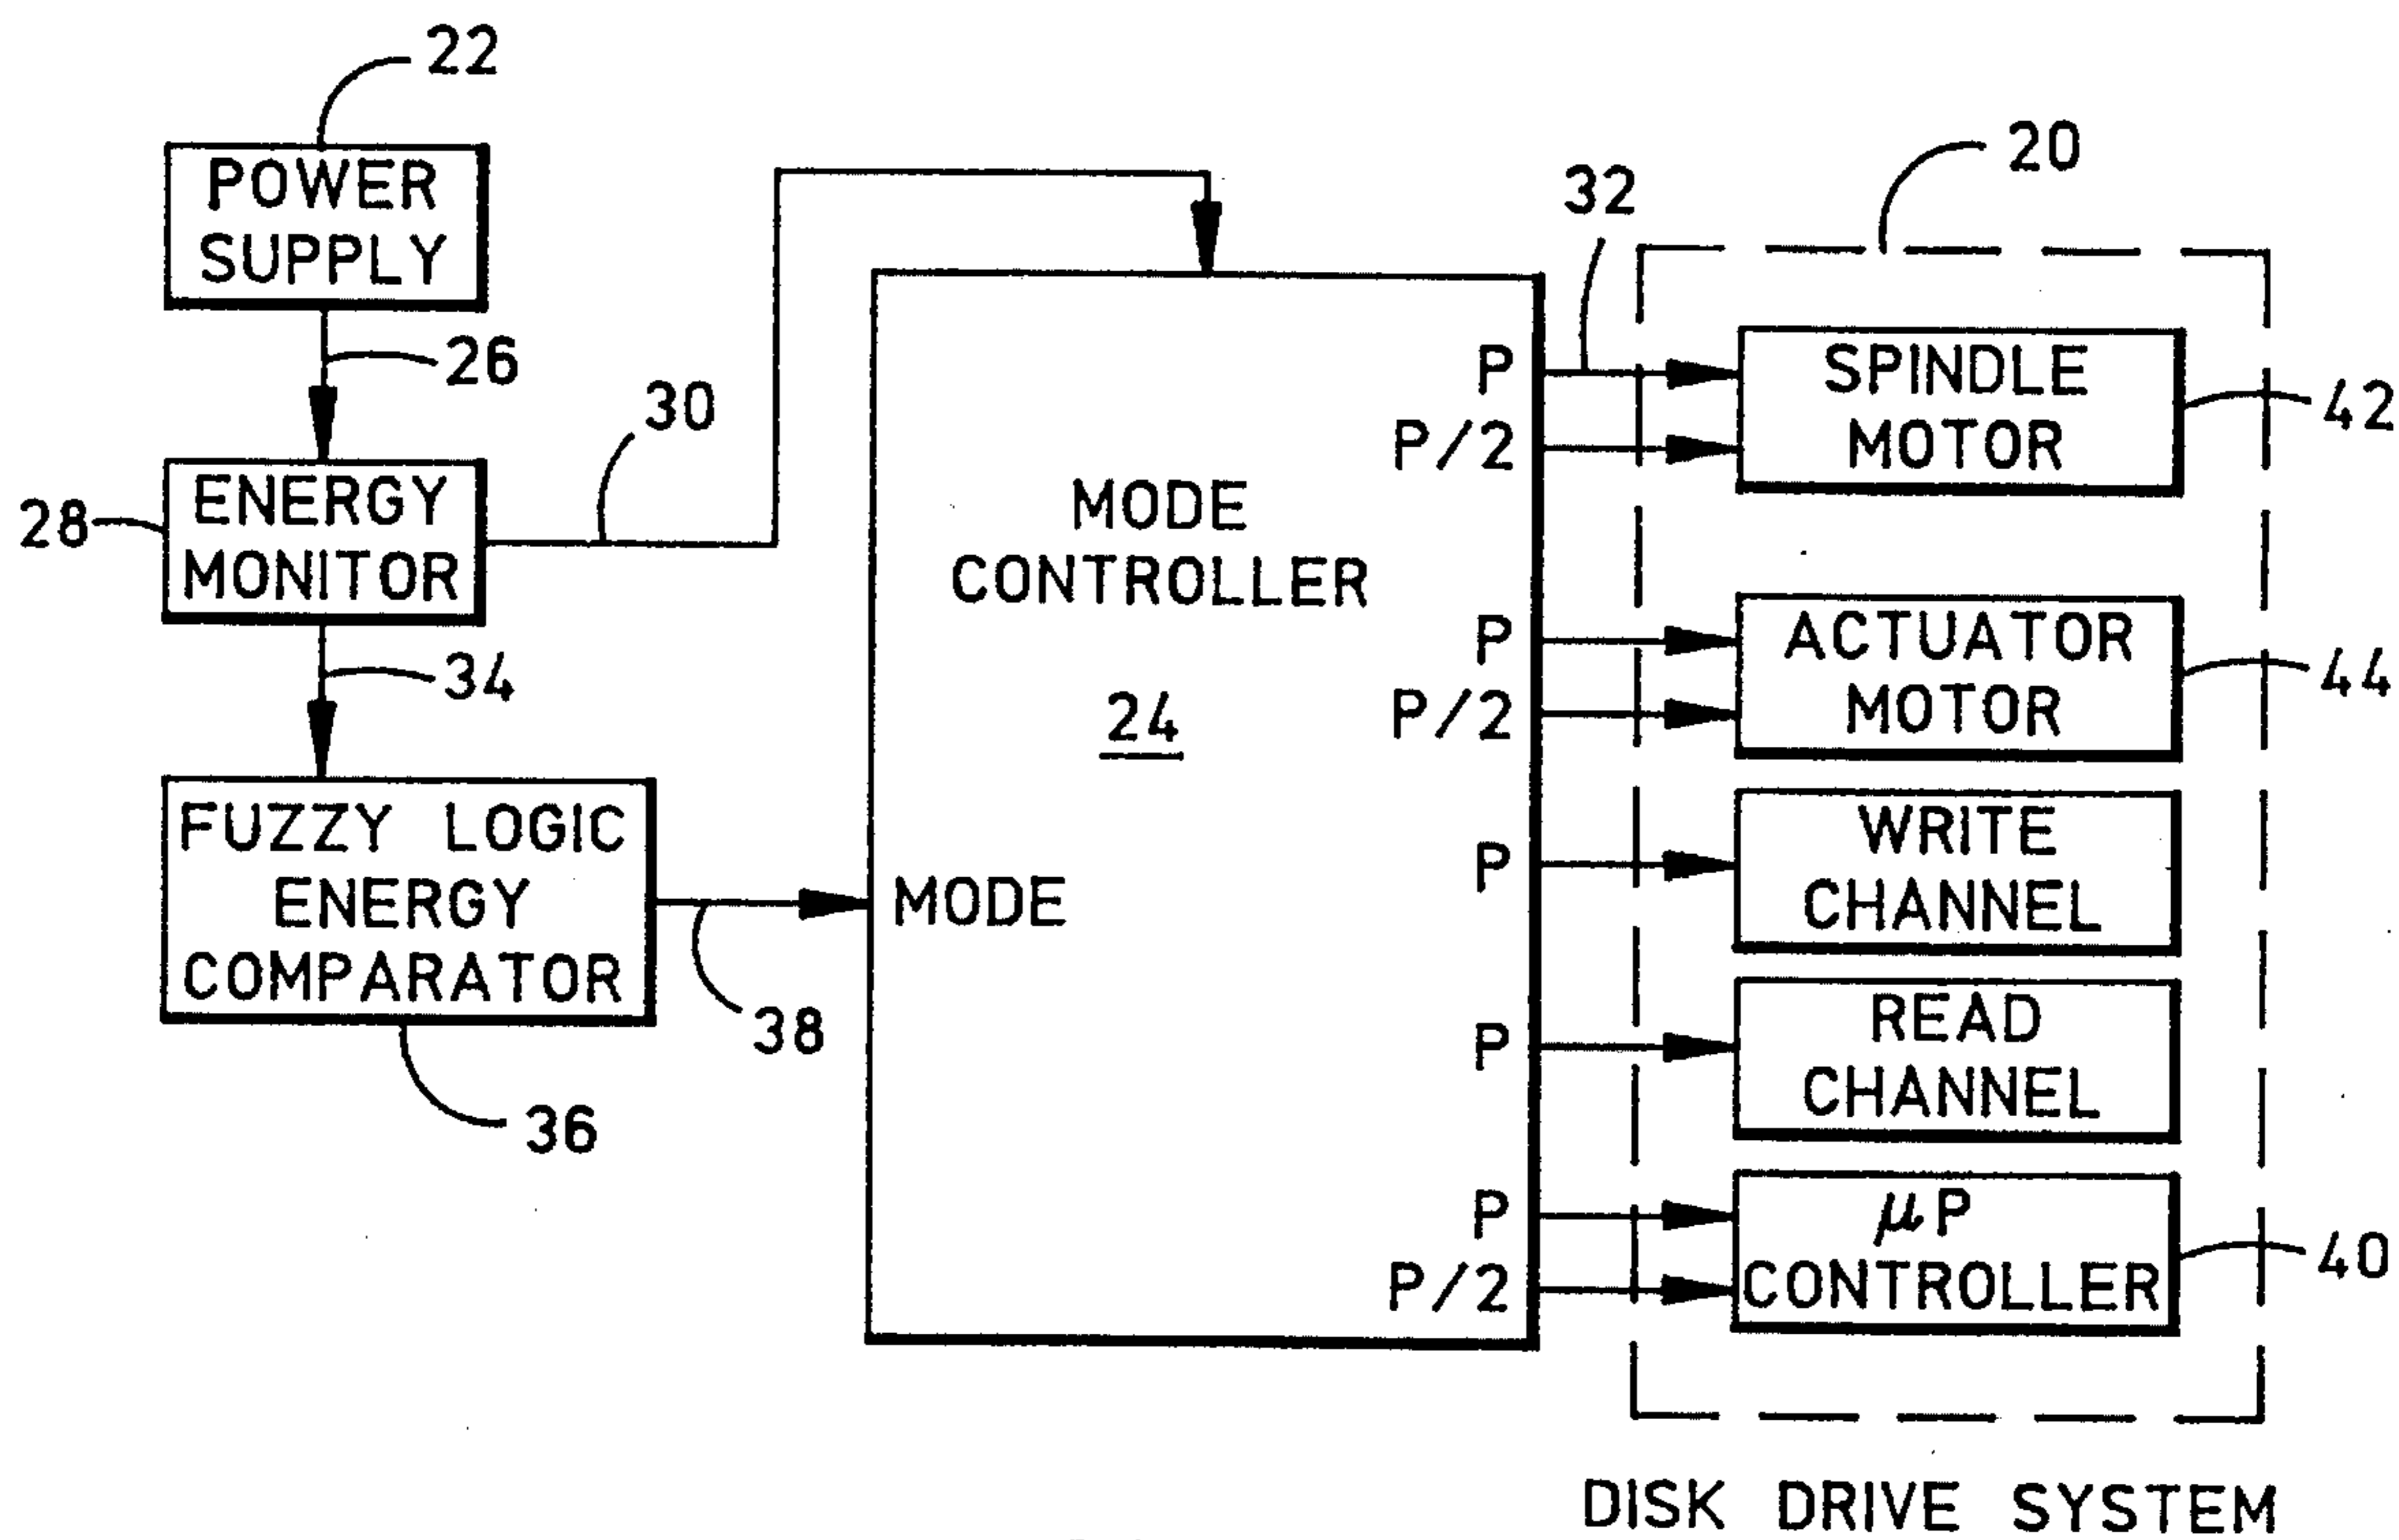 22
POWER
SUPPLY
26
28
ENERGY
MONITOR
30
34
FUZZY LOGIC
ENERGY
COMPARATOR
36
38
MODE
CONTROLLER
24
MODE
32
20
P
P/2
SPINDLE
MOTOR
42
P
P/2
ACTUATOR
MOTOR
44
P
WRITE
CHANNEL
P
READ
CHANNEL
P
P/2
μP
CONTROLLER
40
DISK DRIVE SYSTEM